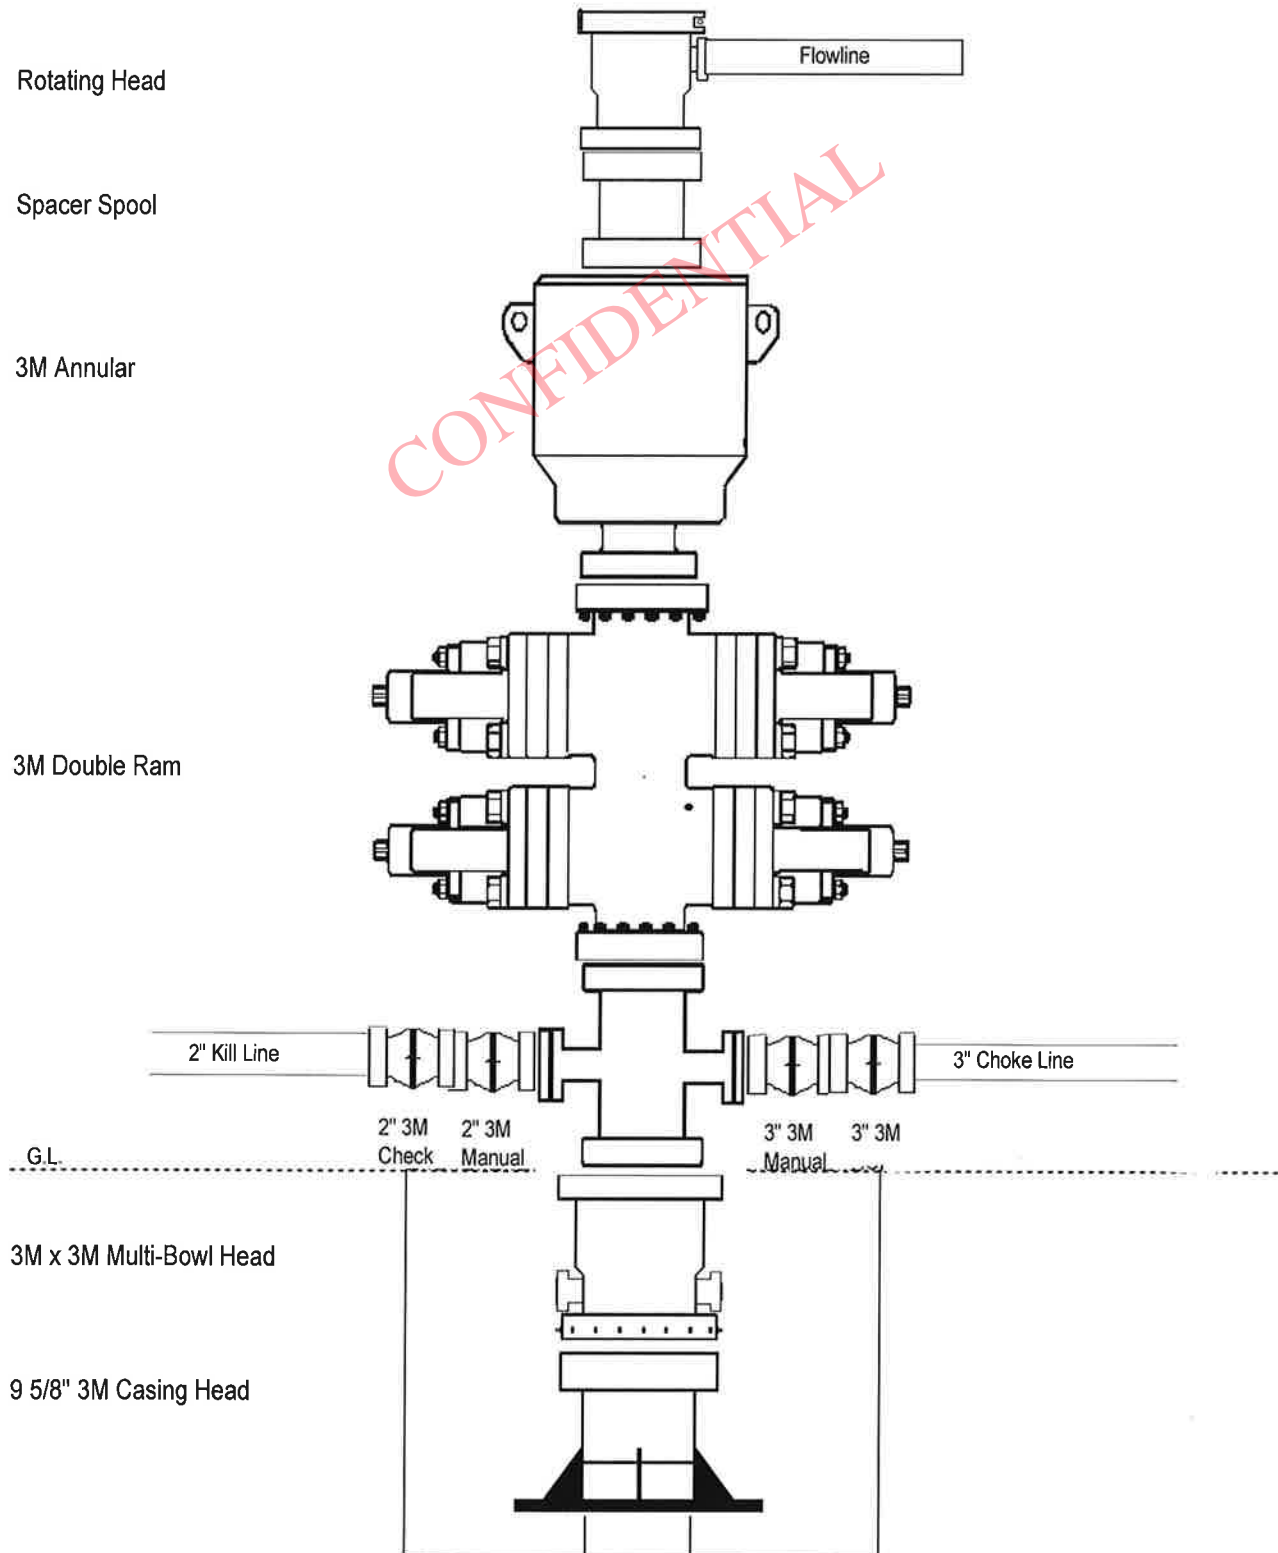 Flowline
Rotating Head
Spacer Spool
CONFIDENTIAL
3M Annular
3M Double Ram
2" Kill Line
3" Choke Line
2" 3M
Check
2" 3M
Manual
3" 3M
Manual
3" 3M
G.L.
3M x 3M Multi-Bowl Head
9 5/8" 3M Casing Head